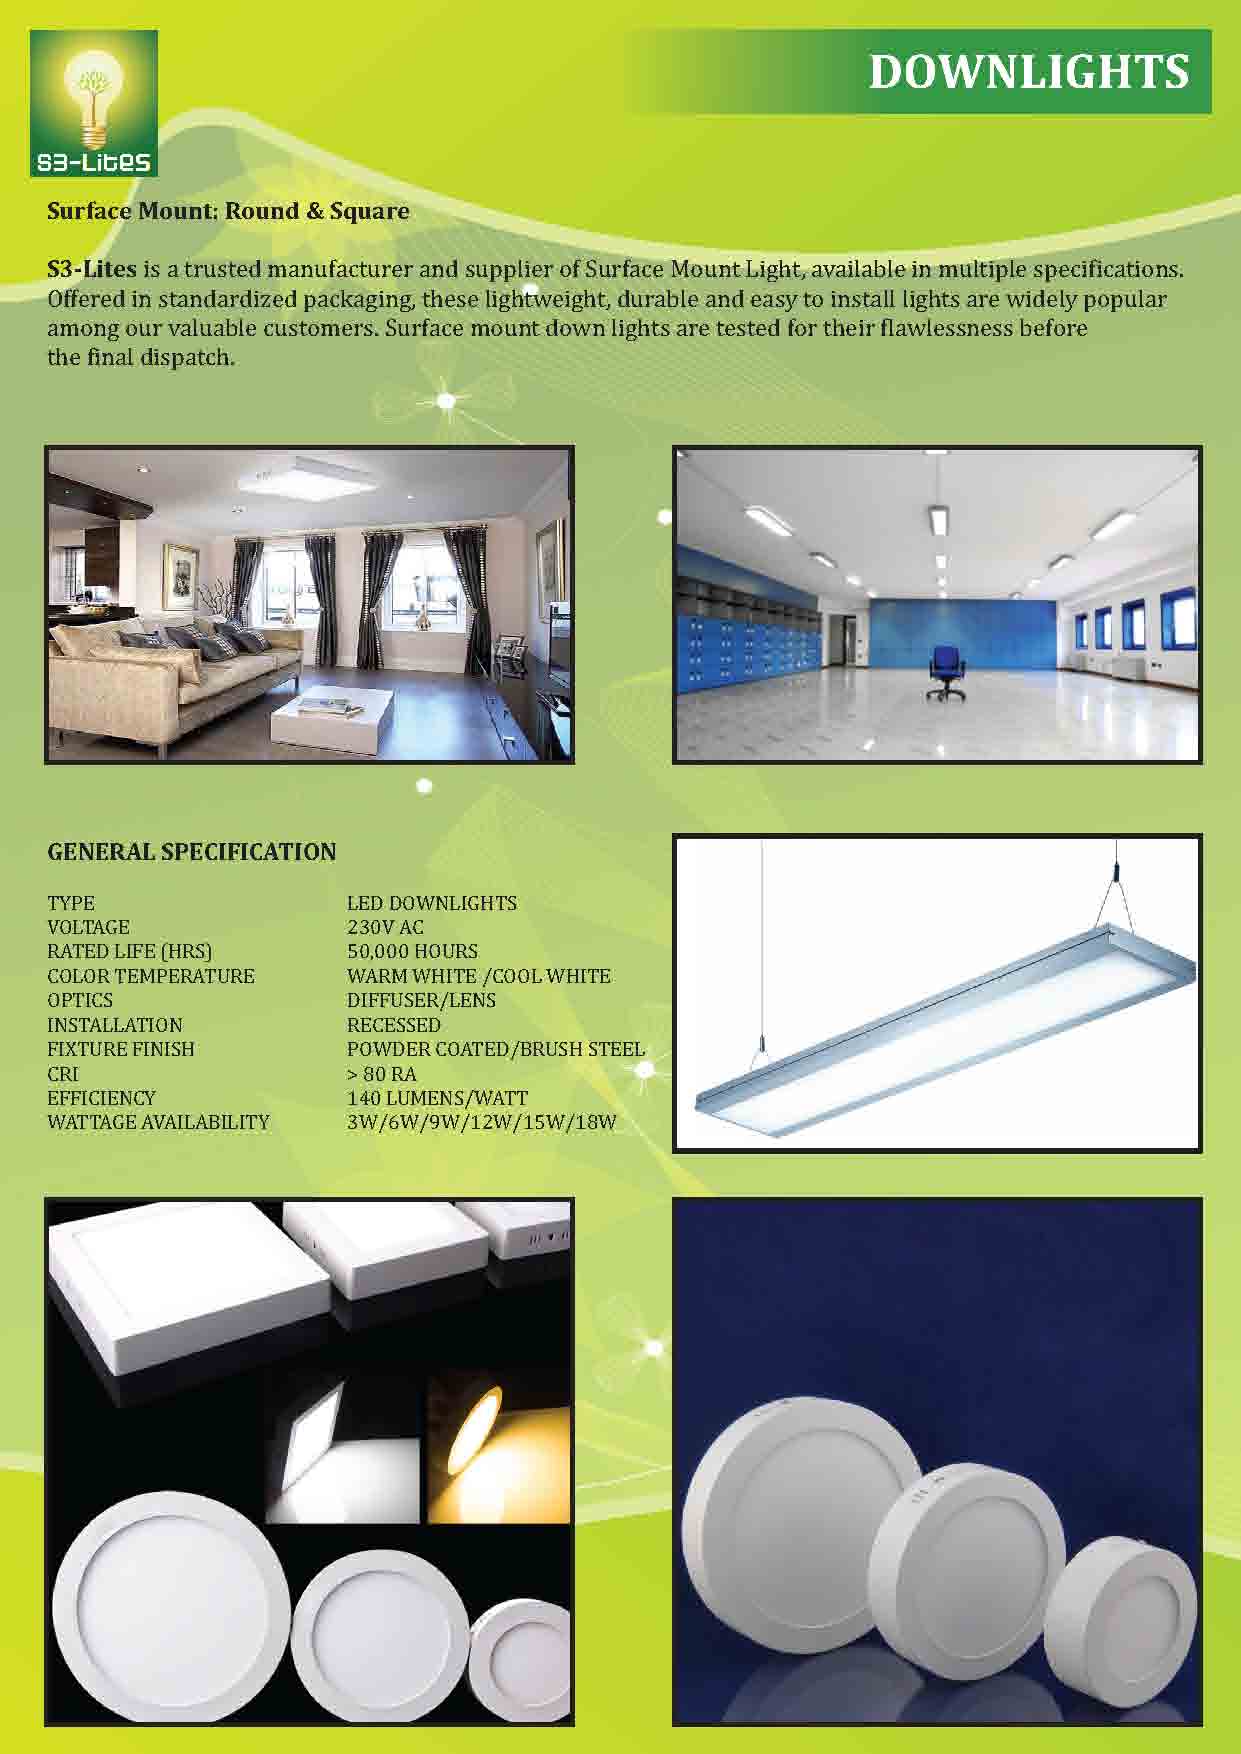 S3-Lites
DOWNLIGHTS
Surface Mount: Round & Square
S3-Lites is a trusted manufacturer and supplier of Surface Mount Light, available in multiple specifications.
Offered in standardized packaging, these lightweight, durable and easy to install lights are widely popular
among our valuable customers. Surface mount down lights are tested for their flawlessness before
the final dispatch.
GENERAL SPECIFICATION
TYPE LED DOWNLIGHTS
VOLTAGE 230V AC
RATED LIFE (HRS) 50,000 HOURS
COLOR TEMPERATURE WARM WHITE /COOL WHITE
OPTICS DIFFUSER/LENS
INSTALLATION RECESSED
FIXTURE FINISH POWDER COATED/BRUSH STEEL
CRI > 80 RA
EFFICIENCY 140 LUMENS/WATT
WATTAGE AVAILABILITY 3W/6W/9W/12W/15W/18W